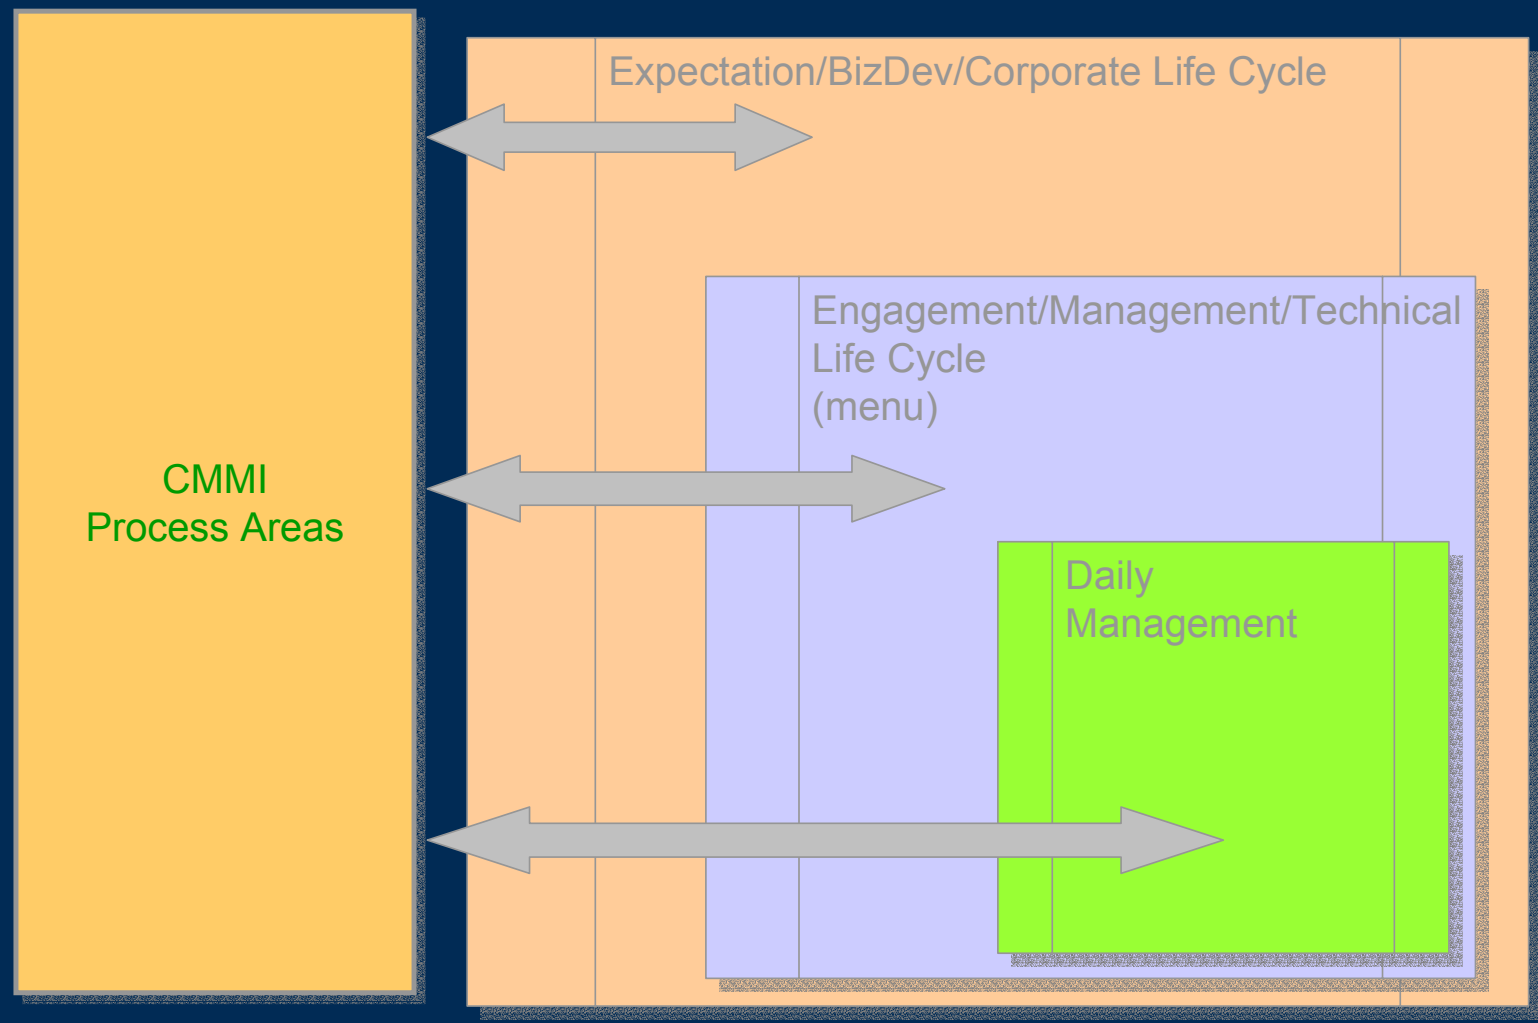 Expectation/BizDev/Corporate Life Cycle
Engagement/Management/Technical
Life Cycle
(menu)
CMMI
Process Areas
Daily
Management